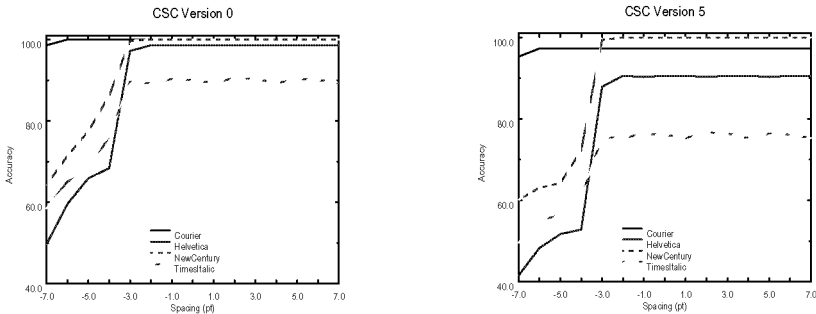 CSC Version 0
100.0
80.0
60.0
40.0
Accuracy
-7.0 -5.0 -3.0 -1.0 1.0 3.0 5.0 7.0
Spacing (pt)
Courier
Helvetica
NewCentury
TimesItalic
CSC Version 5
100.0
80.0
60.0
40.0
Accuracy
-7.0 -5.0 -3.0 -1.0 1.0 3.0 5.0 7.0
Spacing (pt)
Courier
Helvetica
NewCentury
TimesItalic